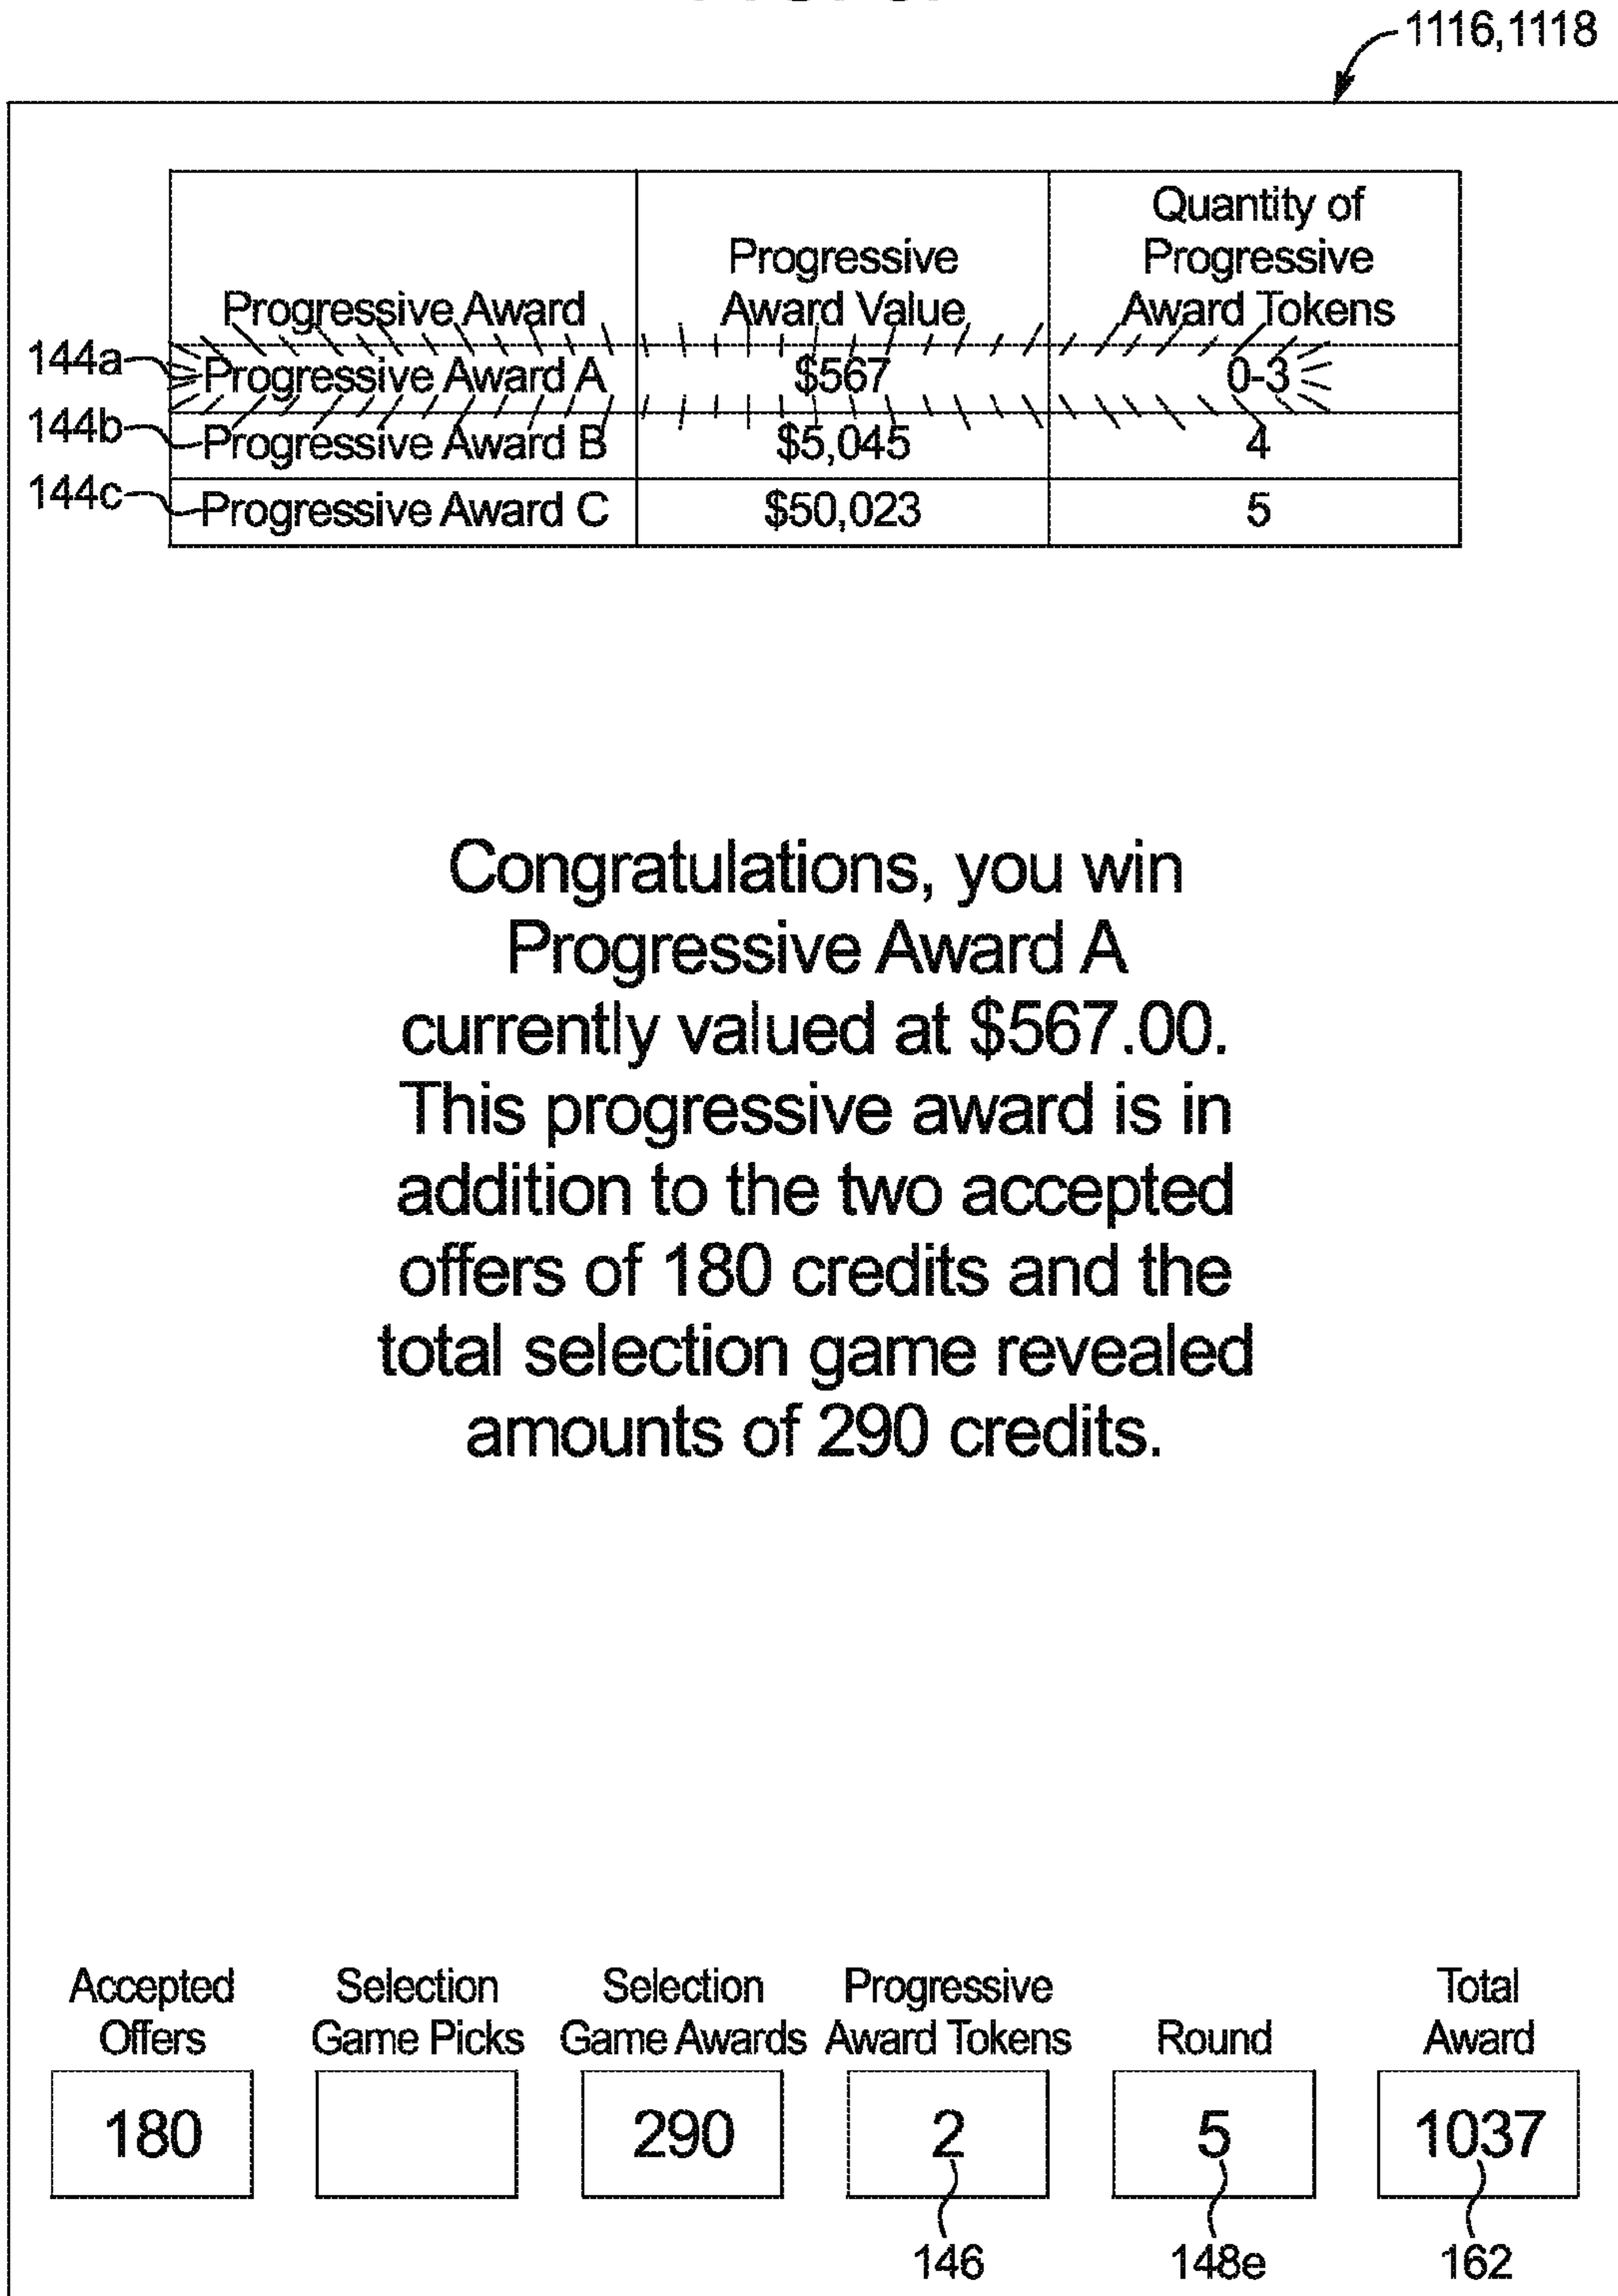 1116,1118
Quantity of
Progressive Progressive
Progressive Award Award Value Award Tokens
144a Progressive Award A $567 0-3
144b Progressive Award B $5,045 4
144c Progressive Award C $50,023 5
Congratulations, you win
Progressive Award A
currently valued at $567.00.
This progressive award is in
addition to the two accepted
offers of 180 credits and the
total selection game revealed
amounts of 290 credits.
Accepted Selection Selection Progressive Total
Offers Game Picks Game Awards Award Tokens Round Award
180 290 2 5 1037
146 148e 162